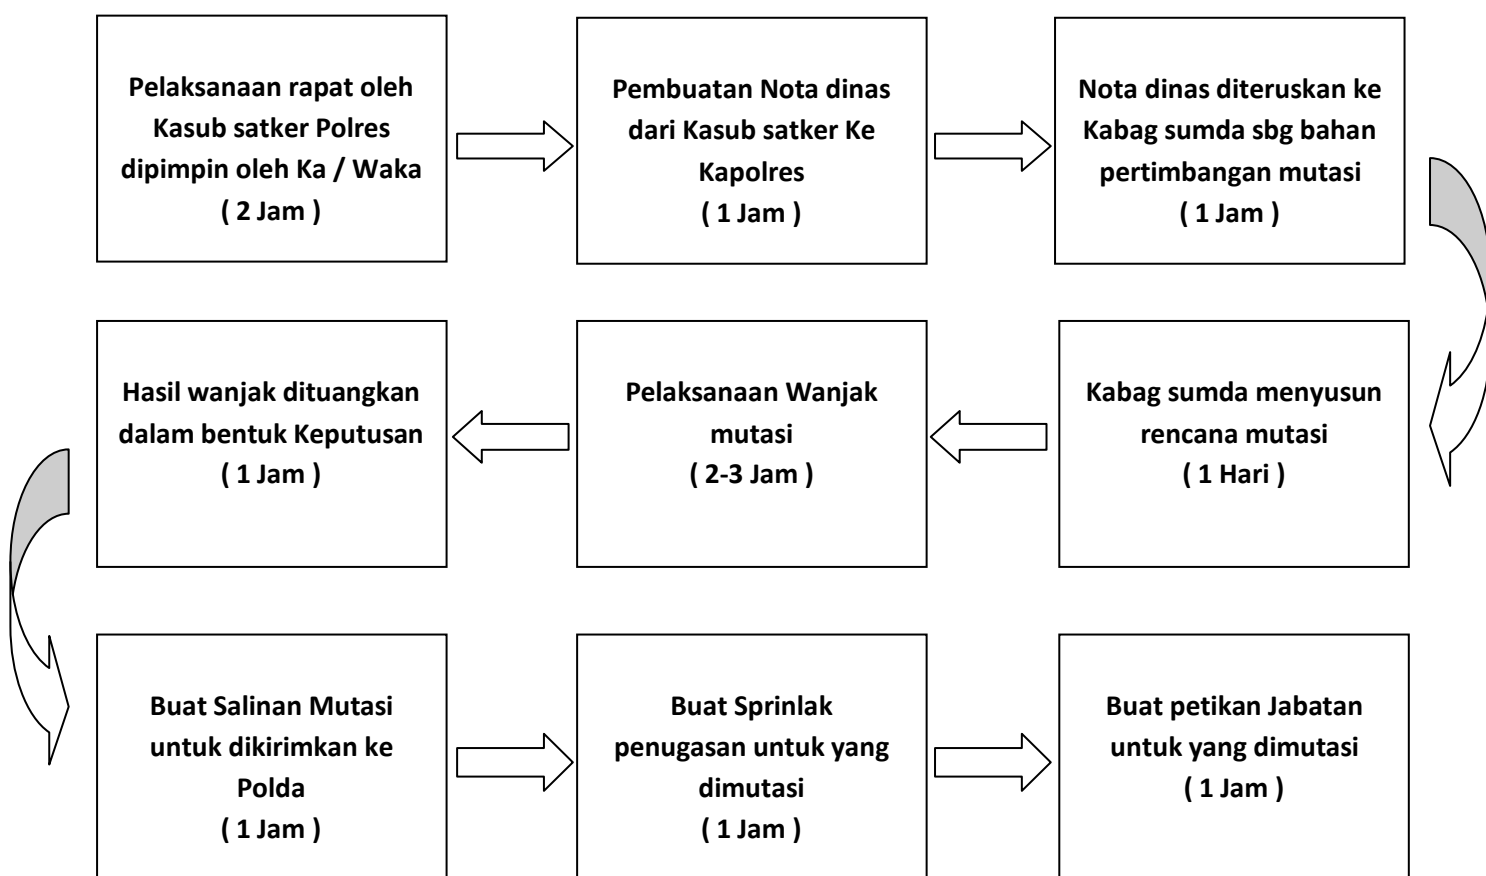 Pelaksanaan rapat oleh
Kasub satker Polres
dipimpin oleh Ka / Waka
( 2 Jam )
Pembuatan Nota dinas
dari Kasub satker Ke
Kapolres
( 1 Jam )
Nota dinas diteruskan ke
Kabag sumda sbg bahan
pertimbangan mutasi
( 1 Jam )
Kabag sumda menyusun
rencana mutasi
( 1 Hari )
Pelaksanaan Wanjak
mutasi
( 2-3 Jam )
Hasil wanjak dituangkan
dalam bentuk Keputusan
( 1 Jam )
Buat Salinan Mutasi
untuk dikirimkan ke
Polda
( 1 Jam )
Buat Sprinlak
penugasan untuk yang
dimutasi
( 1 Jam )
Buat petikan Jabatan
untuk yang dimutasi
( 1 Jam )